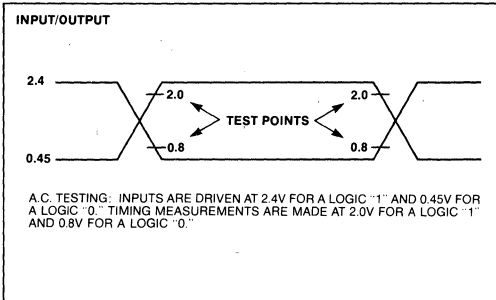 INPUT/OUTPUT
2.4
2.0
2.0
TEST POINTS
0.8
0.8
0.45
A.C. TESTING: INPUTS ARE DRIVEN AT 2.4V FOR A LOGIC "1" AND 0.45V FOR
A LOGIC "0." TIMING MEASUREMENTS ARE MADE AT 2.0V FOR A LOGIC "1"
AND 0.8V FOR A LOGIC "0."